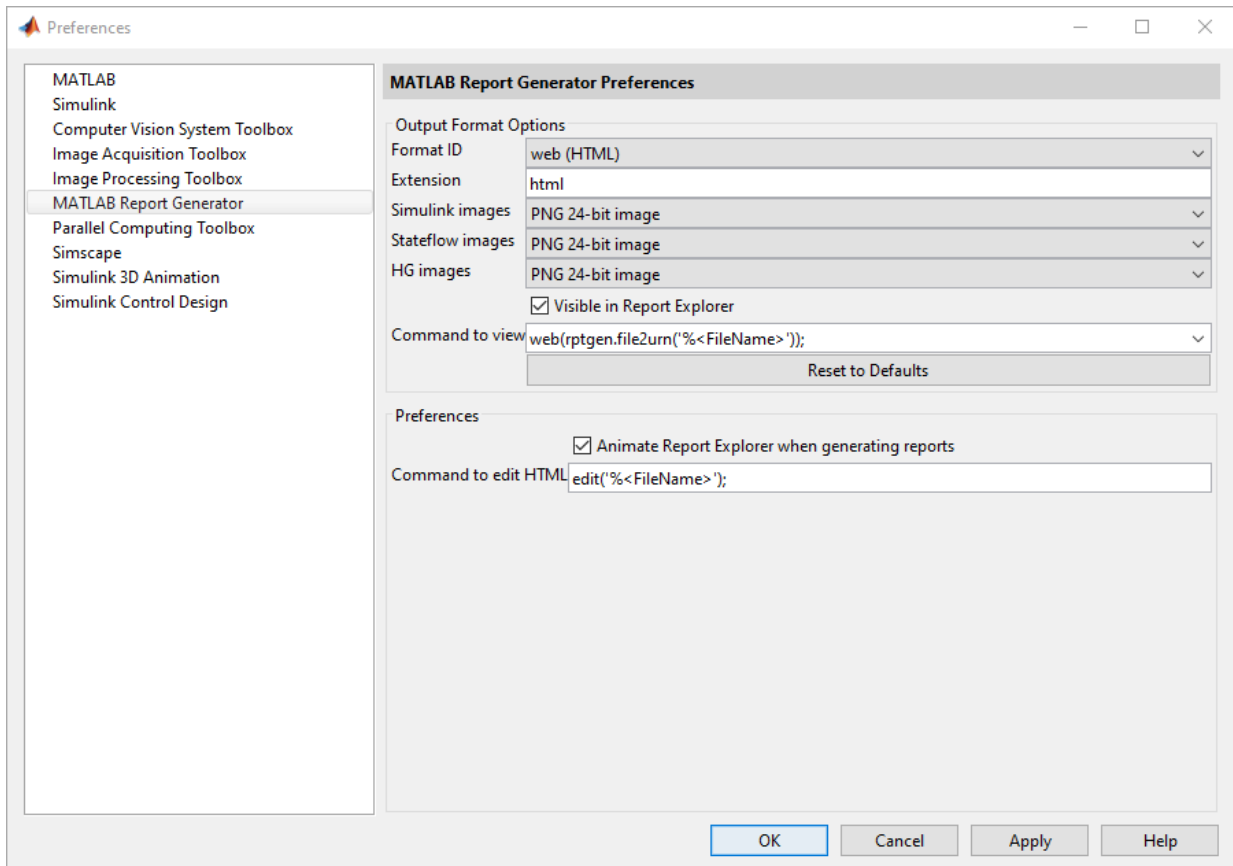 Preferences
MATLAB
Simulink
Computer Vision System Toolbox
Image Acquisition Toolbox
Image Processing Toolbox
MATLAB Report Generator
Parallel Computing Toolbox
Simscape
Simulink 3D Animation
Simulink Control Design
MATLAB Report Generator Preferences
Output Format Options
Format ID web (HTML)
Extension html
Simulink images PNG 24-bit image
Stateflow images PNG 24-bit image
HG images PNG 24-bit image
Visible in Report Explorer
Command to view web(rptgen.file2urn('%<FileName>'));
Reset to Defaults
Preferences
Animate Report Explorer when generating reports
Command to edit HTML edit('%<FileName>');
OK Cancel Apply Help